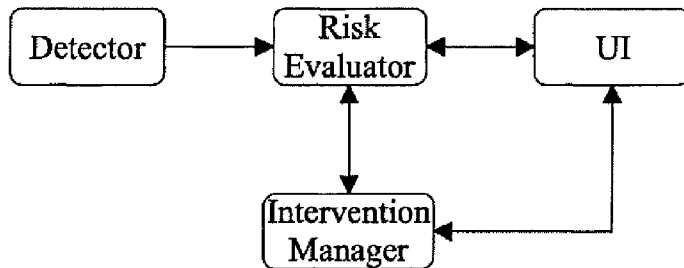 Detector
Risk
Evaluator
UI
Intervention
Manager